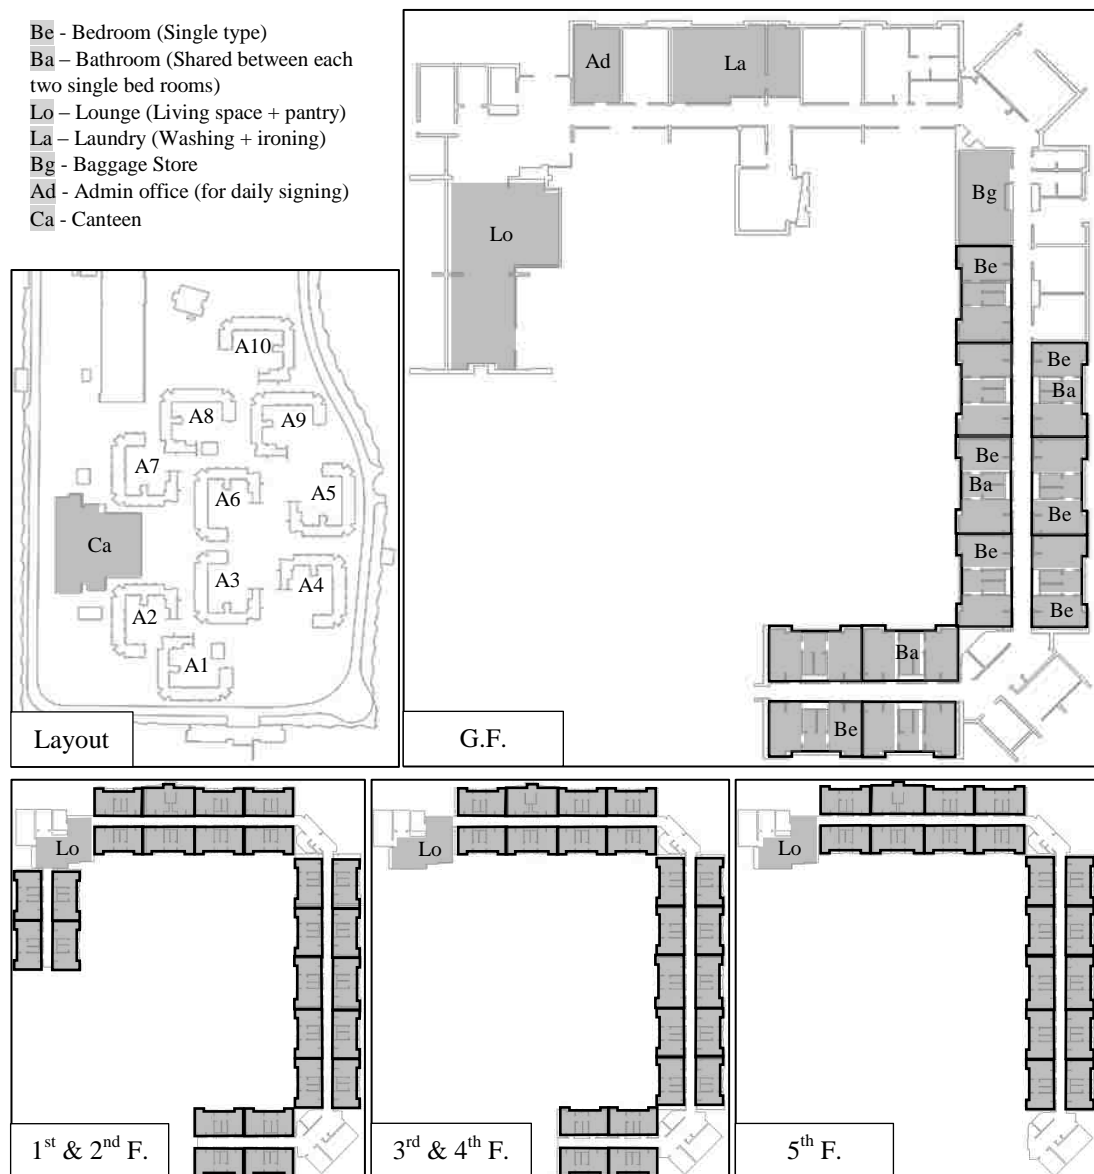 Be - Bedroom (Single type)
Ba – Bathroom (Shared between each
two single bed rooms)
Lo – Lounge (Living space + pantry)
La – Laundry (Washing + ironing)
Bg - Baggage Store
Ad - Admin office (for daily signing)
Ca - Canteen
Ad
La
Bg
Lo
Be
Be
Ba
Be
Ba
Be
Be
Be
Ba
Be
G.F.
A10
A8
A9
A7
A6
A5
Ca
A3
A4
A2
A1
Layout
Lo
1st & 2nd F.
Lo
3rd & 4th F.
Lo
5th F.